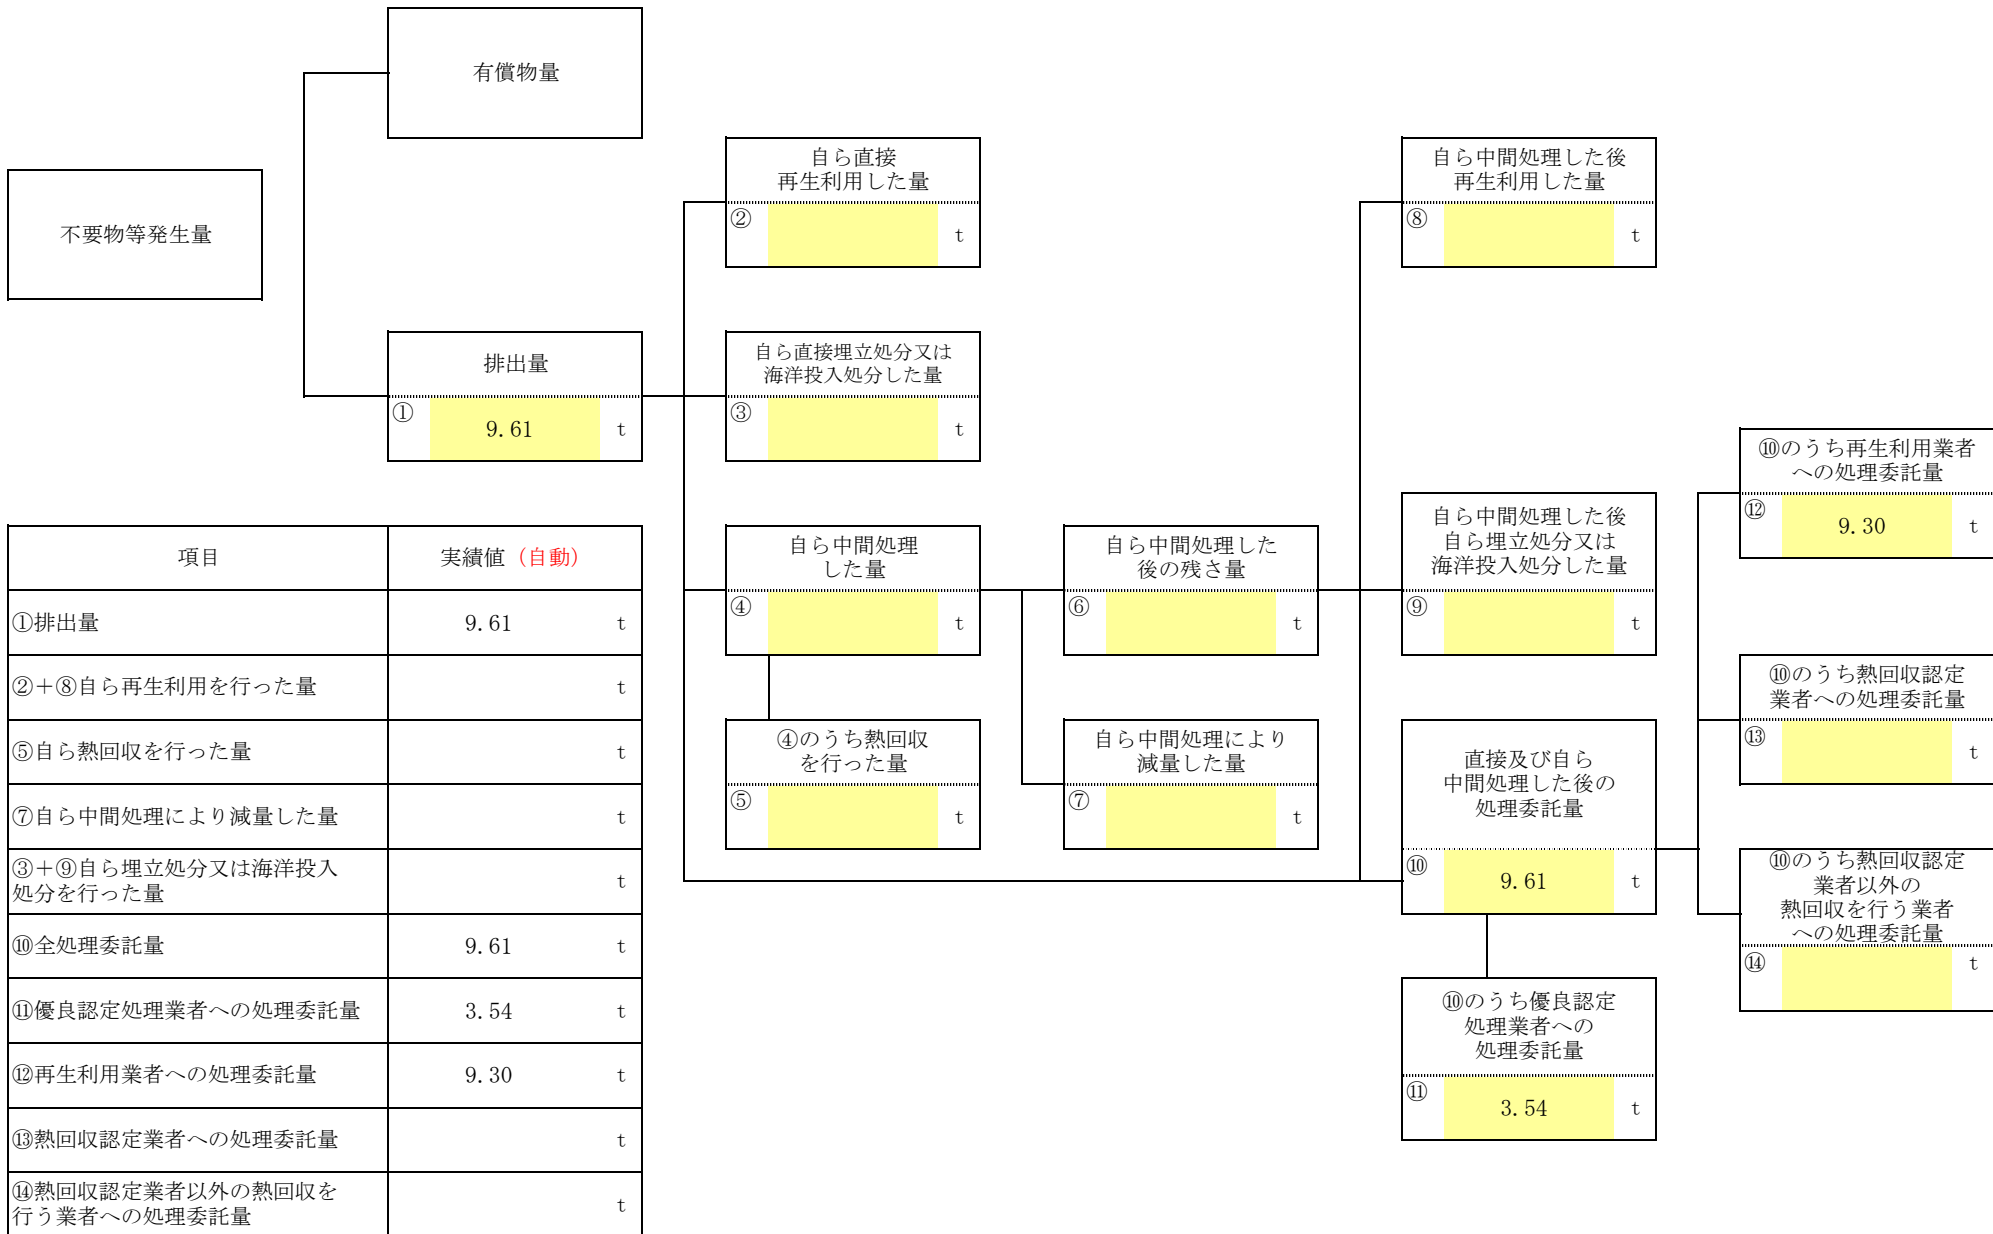 有償物量
不要物等発生量
自ら直接
再生利用した量
② t
自ら中間処理した後
再生利用した量
⑧ t
排出量
① 9.61 t
自ら直接埋立処分又は
海洋投入処分した量
③ t
⑩のうち再生利用業者
への処理委託量
⑫ 9.30 t
自ら中間処理
した量
④ t
自ら中間処理した
後の残さ量
⑥ t
自ら中間処理した後
自ら埋立処分又は
海洋投入処分した量
⑨ t
⑩のうち熱回収認定
業者への処理委託量
⑬ t
④のうち熱回収
を行った量
⑤ t
自ら中間処理により
減量した量
⑦ t
直接及び自ら
中間処理した後の
処理委託量
⑩ 9.61 t
⑩のうち熱回収認定
業者以外の
熱回収を行う業者
への処理委託量
⑭ t
⑩のうち優良認定
処理業者への
処理委託量
⑪ 3.54 t
項目 実績値（自動）
①排出量 9.61 t
②＋⑧自ら再生利用を行った量 t
⑤自ら熱回収を行った量 t
⑦自ら中間処理により減量した量 t
③＋⑨自ら埋立処分又は海洋投入
処分を行った量 t
⑩全処理委託量 9.61 t
⑪優良認定処理業者への処理委託量 3.54 t
⑫再生利用業者への処理委託量 9.30 t
⑬熱回収認定業者への処理委託量 t
⑭熱回収認定業者以外の熱回収を
行う業者への処理委託量 t